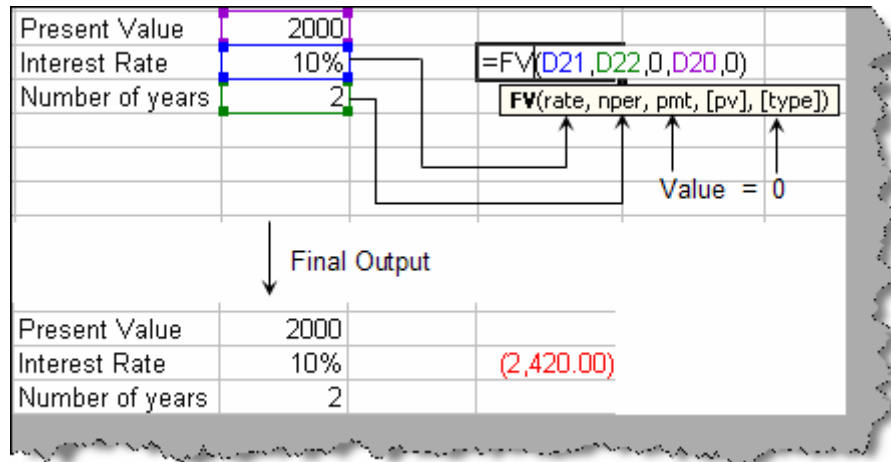 Present Value 2000
Interest Rate 10% =FV(D21,D22,0,D20,0)
Number of years 2 FV(rate, nper, pmt, [pv], [type])
Value = 0
Final Output
Present Value 2000
Interest Rate 10% (2,420.00)
Number of years 2